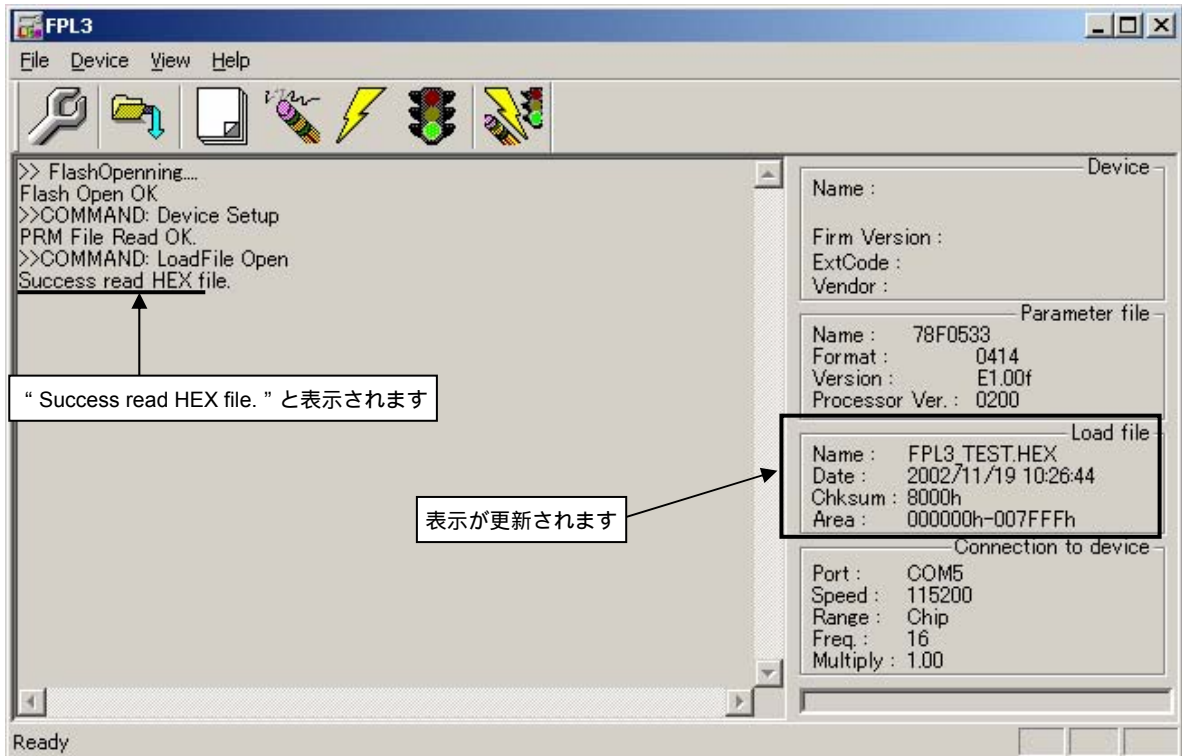 FPL3
File Device View Help
>> FlashOpenning....
Flash Open OK
>>COMMAND: Device Setup
PRM File Read OK.
>>COMMAND: LoadFile Open
Success read HEX file.
“ Success read HEX file. ” と表示されます
表示が更新されます
Device
Name :
Firm Version :
ExtCode :
Vendor :
Parameter file
Name : 78F0533
Format : 0414
Version : E1.00f
Processor Ver. : 0200
Load file
Name : FPL3_TEST.HEX
Date : 2002/11/19 10:26:44
Chksum : 8000h
Area : 000000h-007FFFh
Connection to device
Port : COM5
Speed : 115200
Range : Chip
Freq. : 16
Multiply : 1.00
Ready